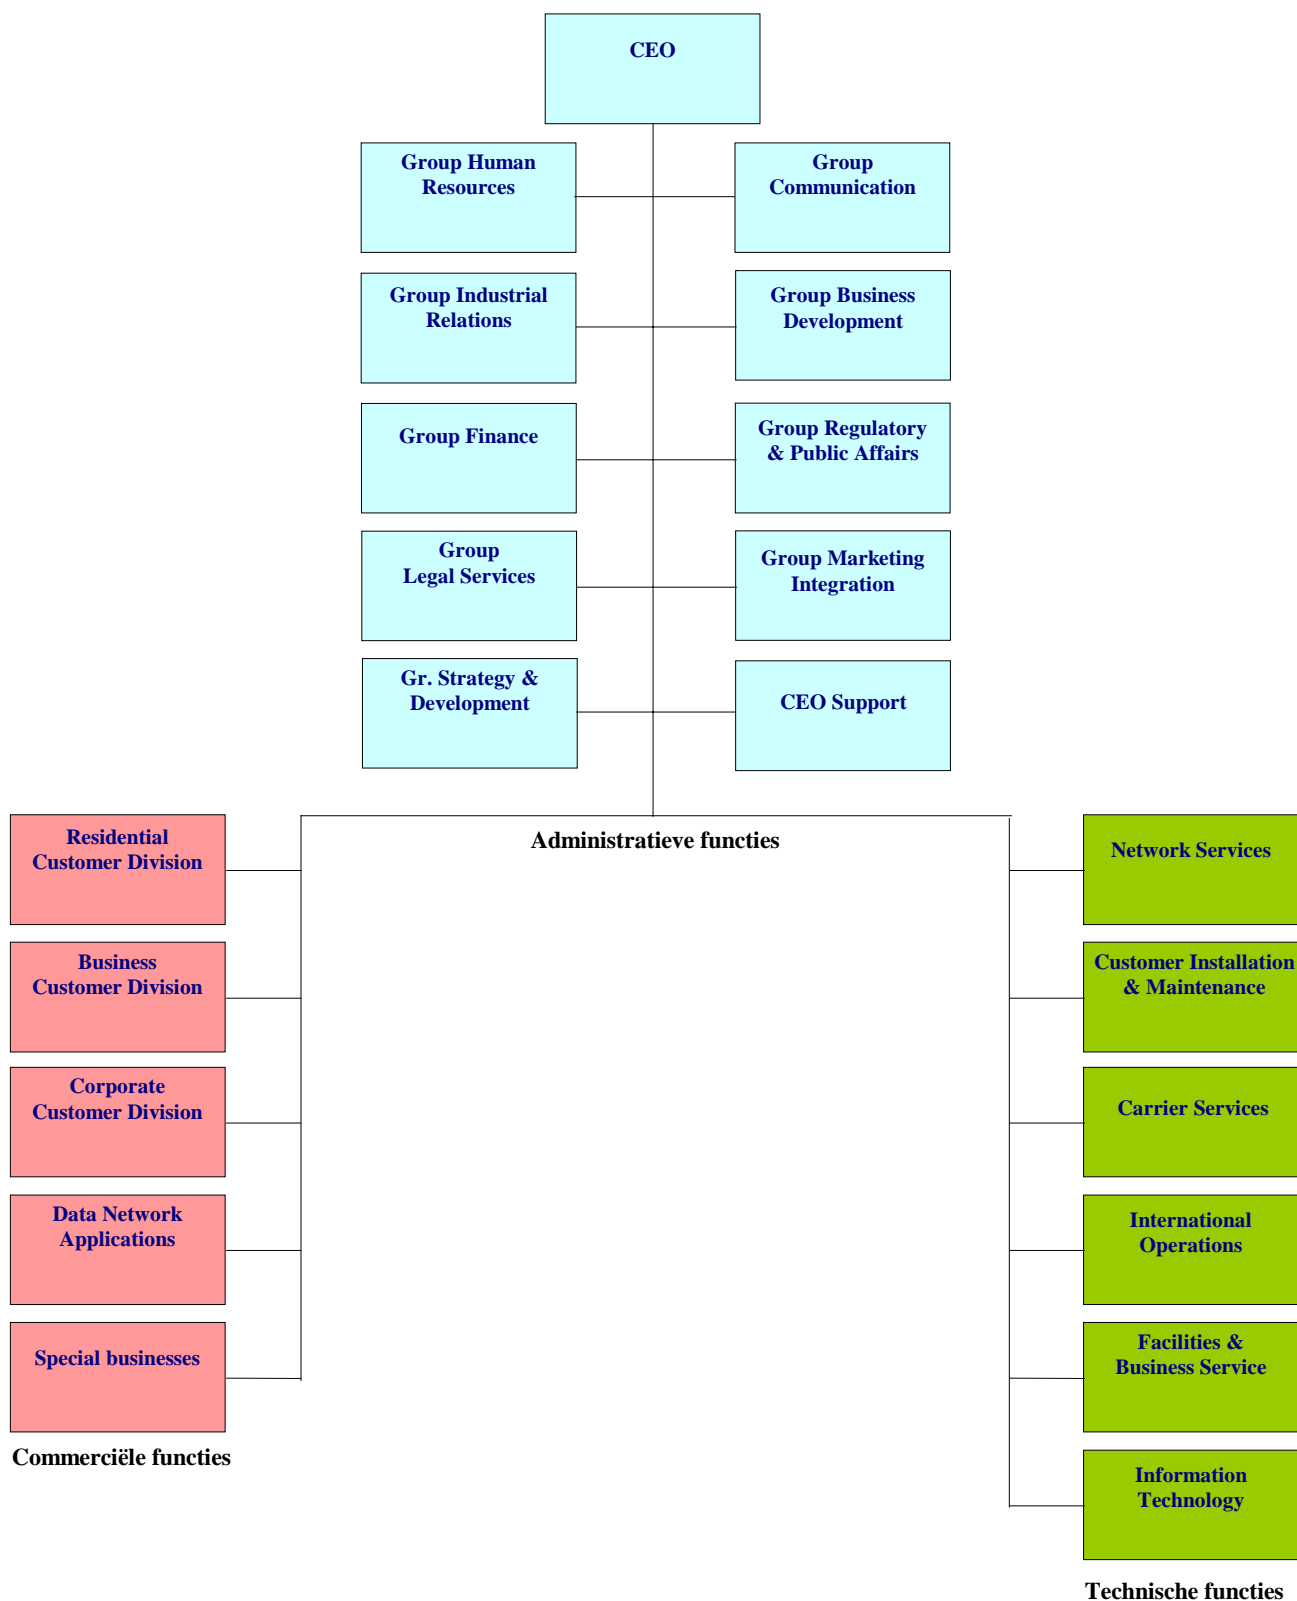 CEO
Group Human
Resources
Group
Communication
Group Industrial
Relations
Group Business
Development
Group Finance
Group Regulatory
& Public Affairs
Group
Legal Services
Group Marketing
Integration
Gr. Strategy &
Development
CEO Support
Administratieve functies
Residential
Customer Division
Business
Customer Division
Corporate
Customer Division
Data Network
Applications
Special businesses
Commerciële functies
Network Services
Customer Installation
& Maintenance
Carrier Services
International
Operations
Facilities &
Business Service
Information
Technology
Technische functies